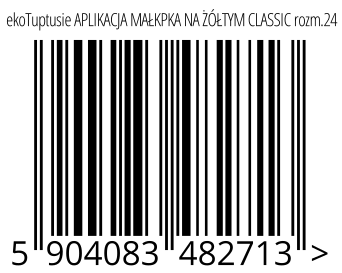 ekoTuptusie APLIKACJA MAŁKPKA NA ŻÓŁTYM CLASSIC rozm.24
5 904083 482713 >